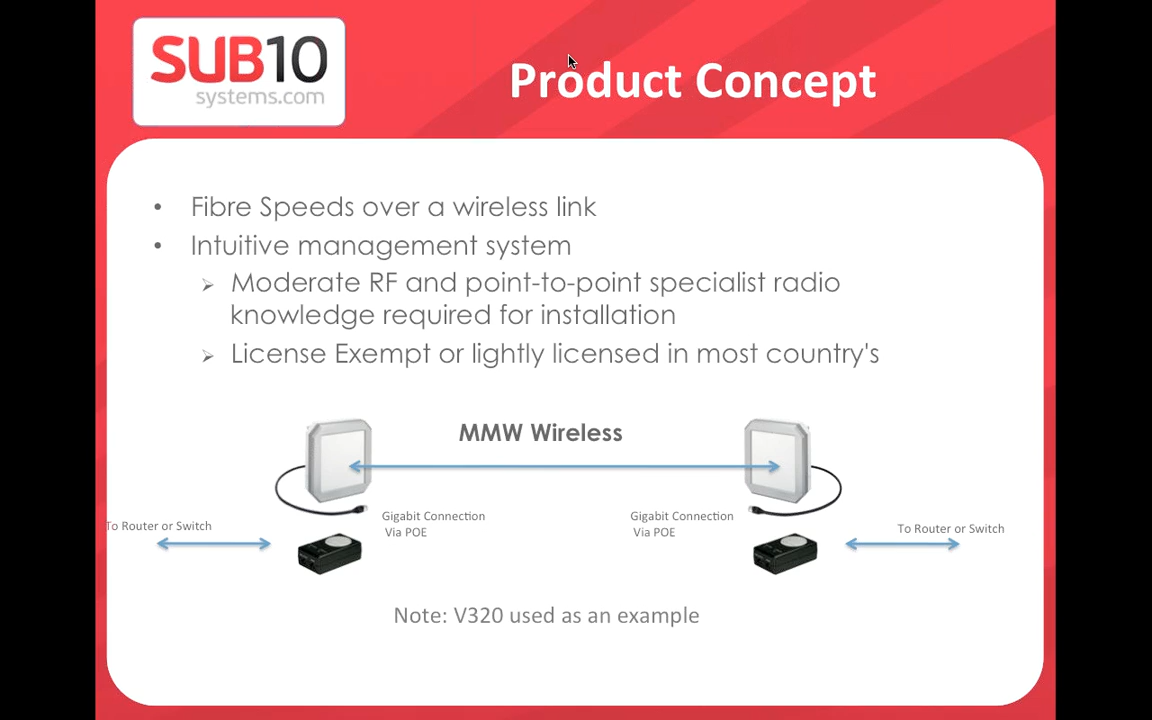 SUB10
systems.com
Product Concept
• Fibre Speeds over a wireless link
• Intuitive management system
➢ Moderate RF and point-to-point specialist radio
knowledge required for installation
➢ License Exempt or lightly licensed in most country's
MMW Wireless
Gigabit Connection
Via POE
Gigabit Connection
Via POE
To Router or Switch
To Router or Switch
Note: V320 used as an example